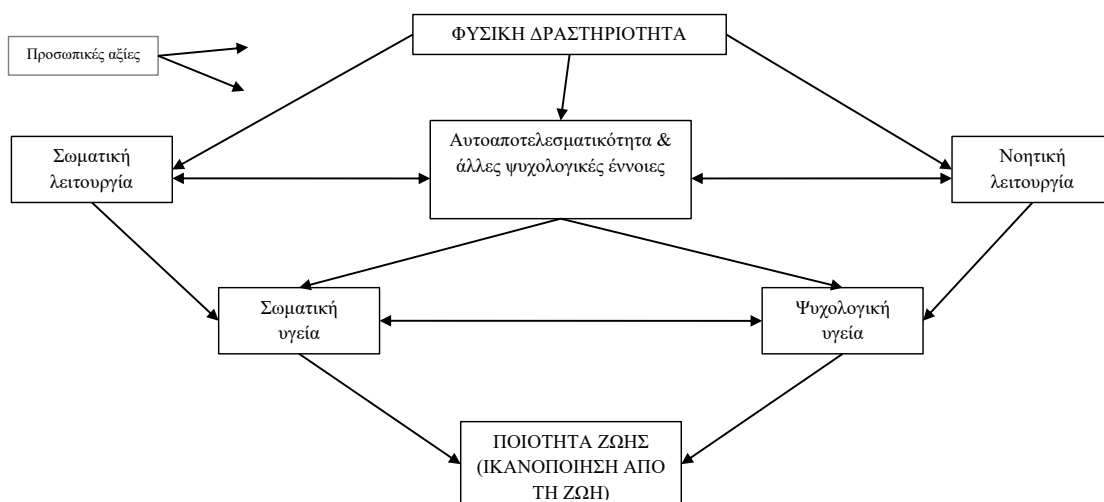 ΦΥΣΙΚΗ ΔΡΑΣΤΗΡΙΟΤΗΤΑ
Προσωπικές αξίες
Σωματική
λειτουργία
Αυτοαποτελεσματικότητα &
άλλες ψυχολογικές έννοιες
Νοητική
λειτουργία
Σωματική
υγεία
Ψυχολογική
υγεία
ΠΟΙΟΤΗΤΑ ΖΩΗΣ
(ΙΚΑΝΟΠΟΙΗΣΗ ΑΠΟ
ΤΗ ΖΩΗ)